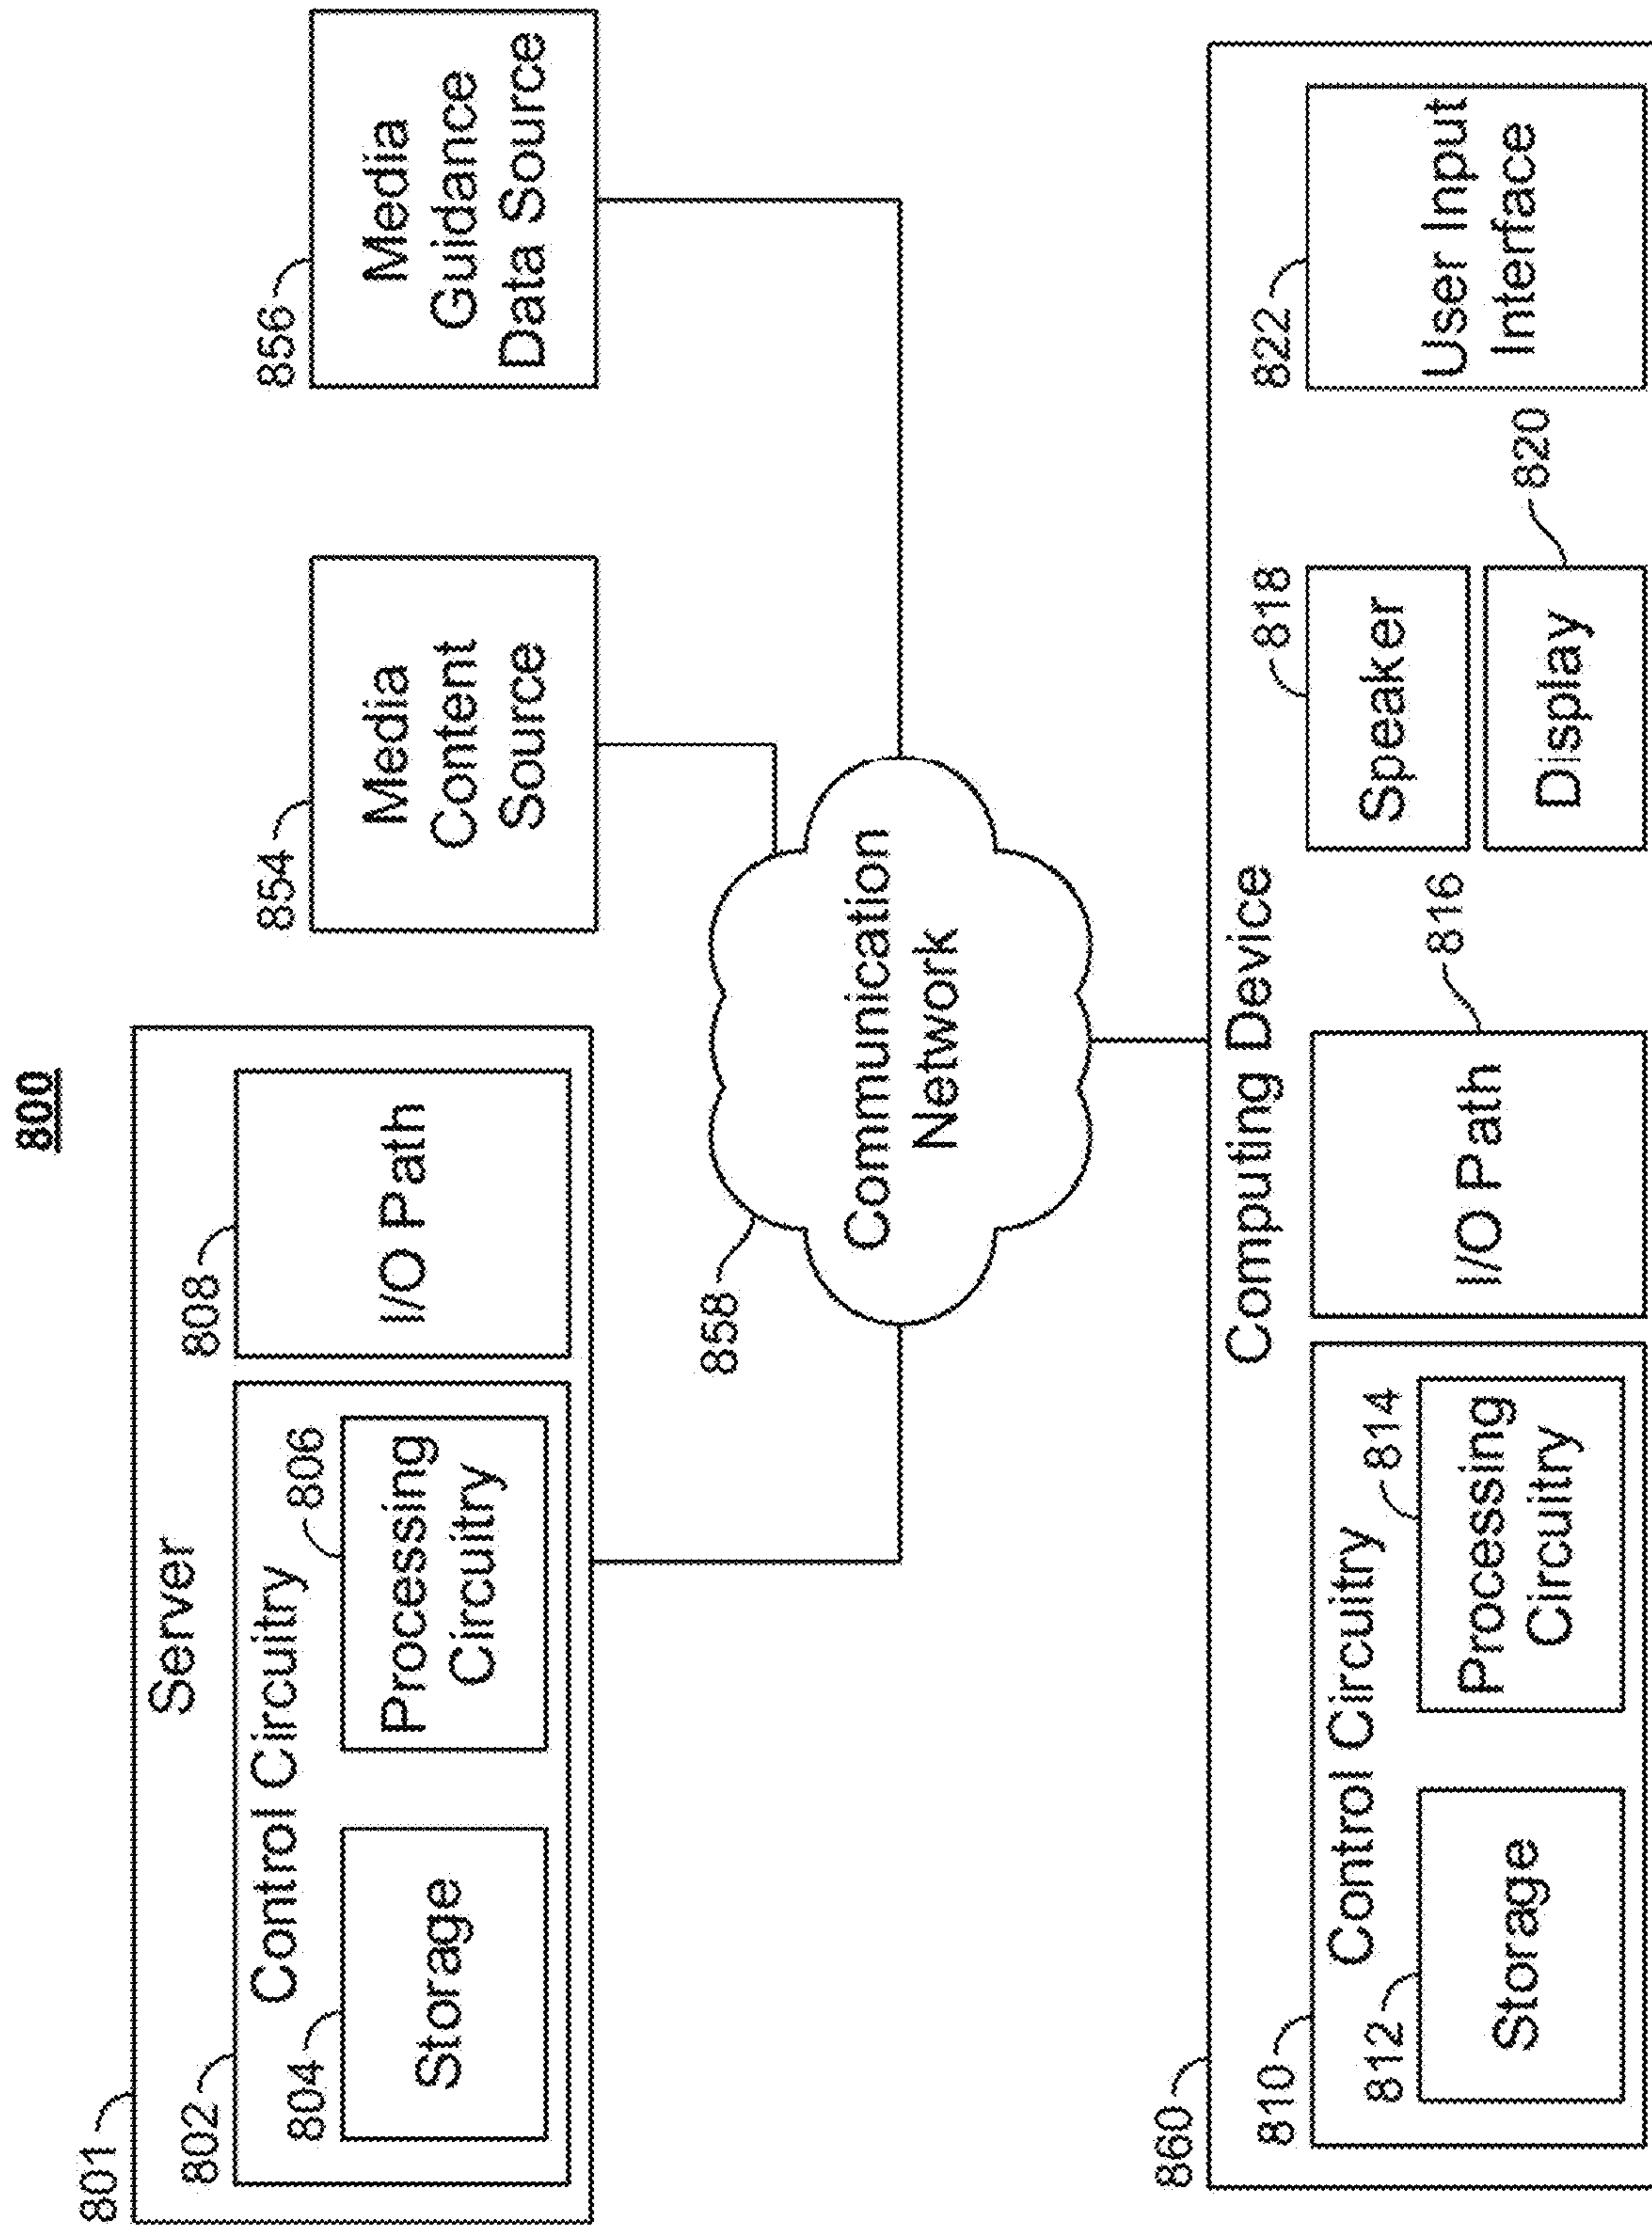 800
801
Server
802
Control Circuitry
804
Storage
806
Processing
Circuitry
808
I/O Path
854
Media
Content
Source
856
Media
Guidance
Data Source
858
Communication
Network
860
Computing Device
810
Control Circuitry
812
Storage
814
Processing
Circuitry
I/O Path
816
818
Speaker
Display
820
822
User Input
Interface